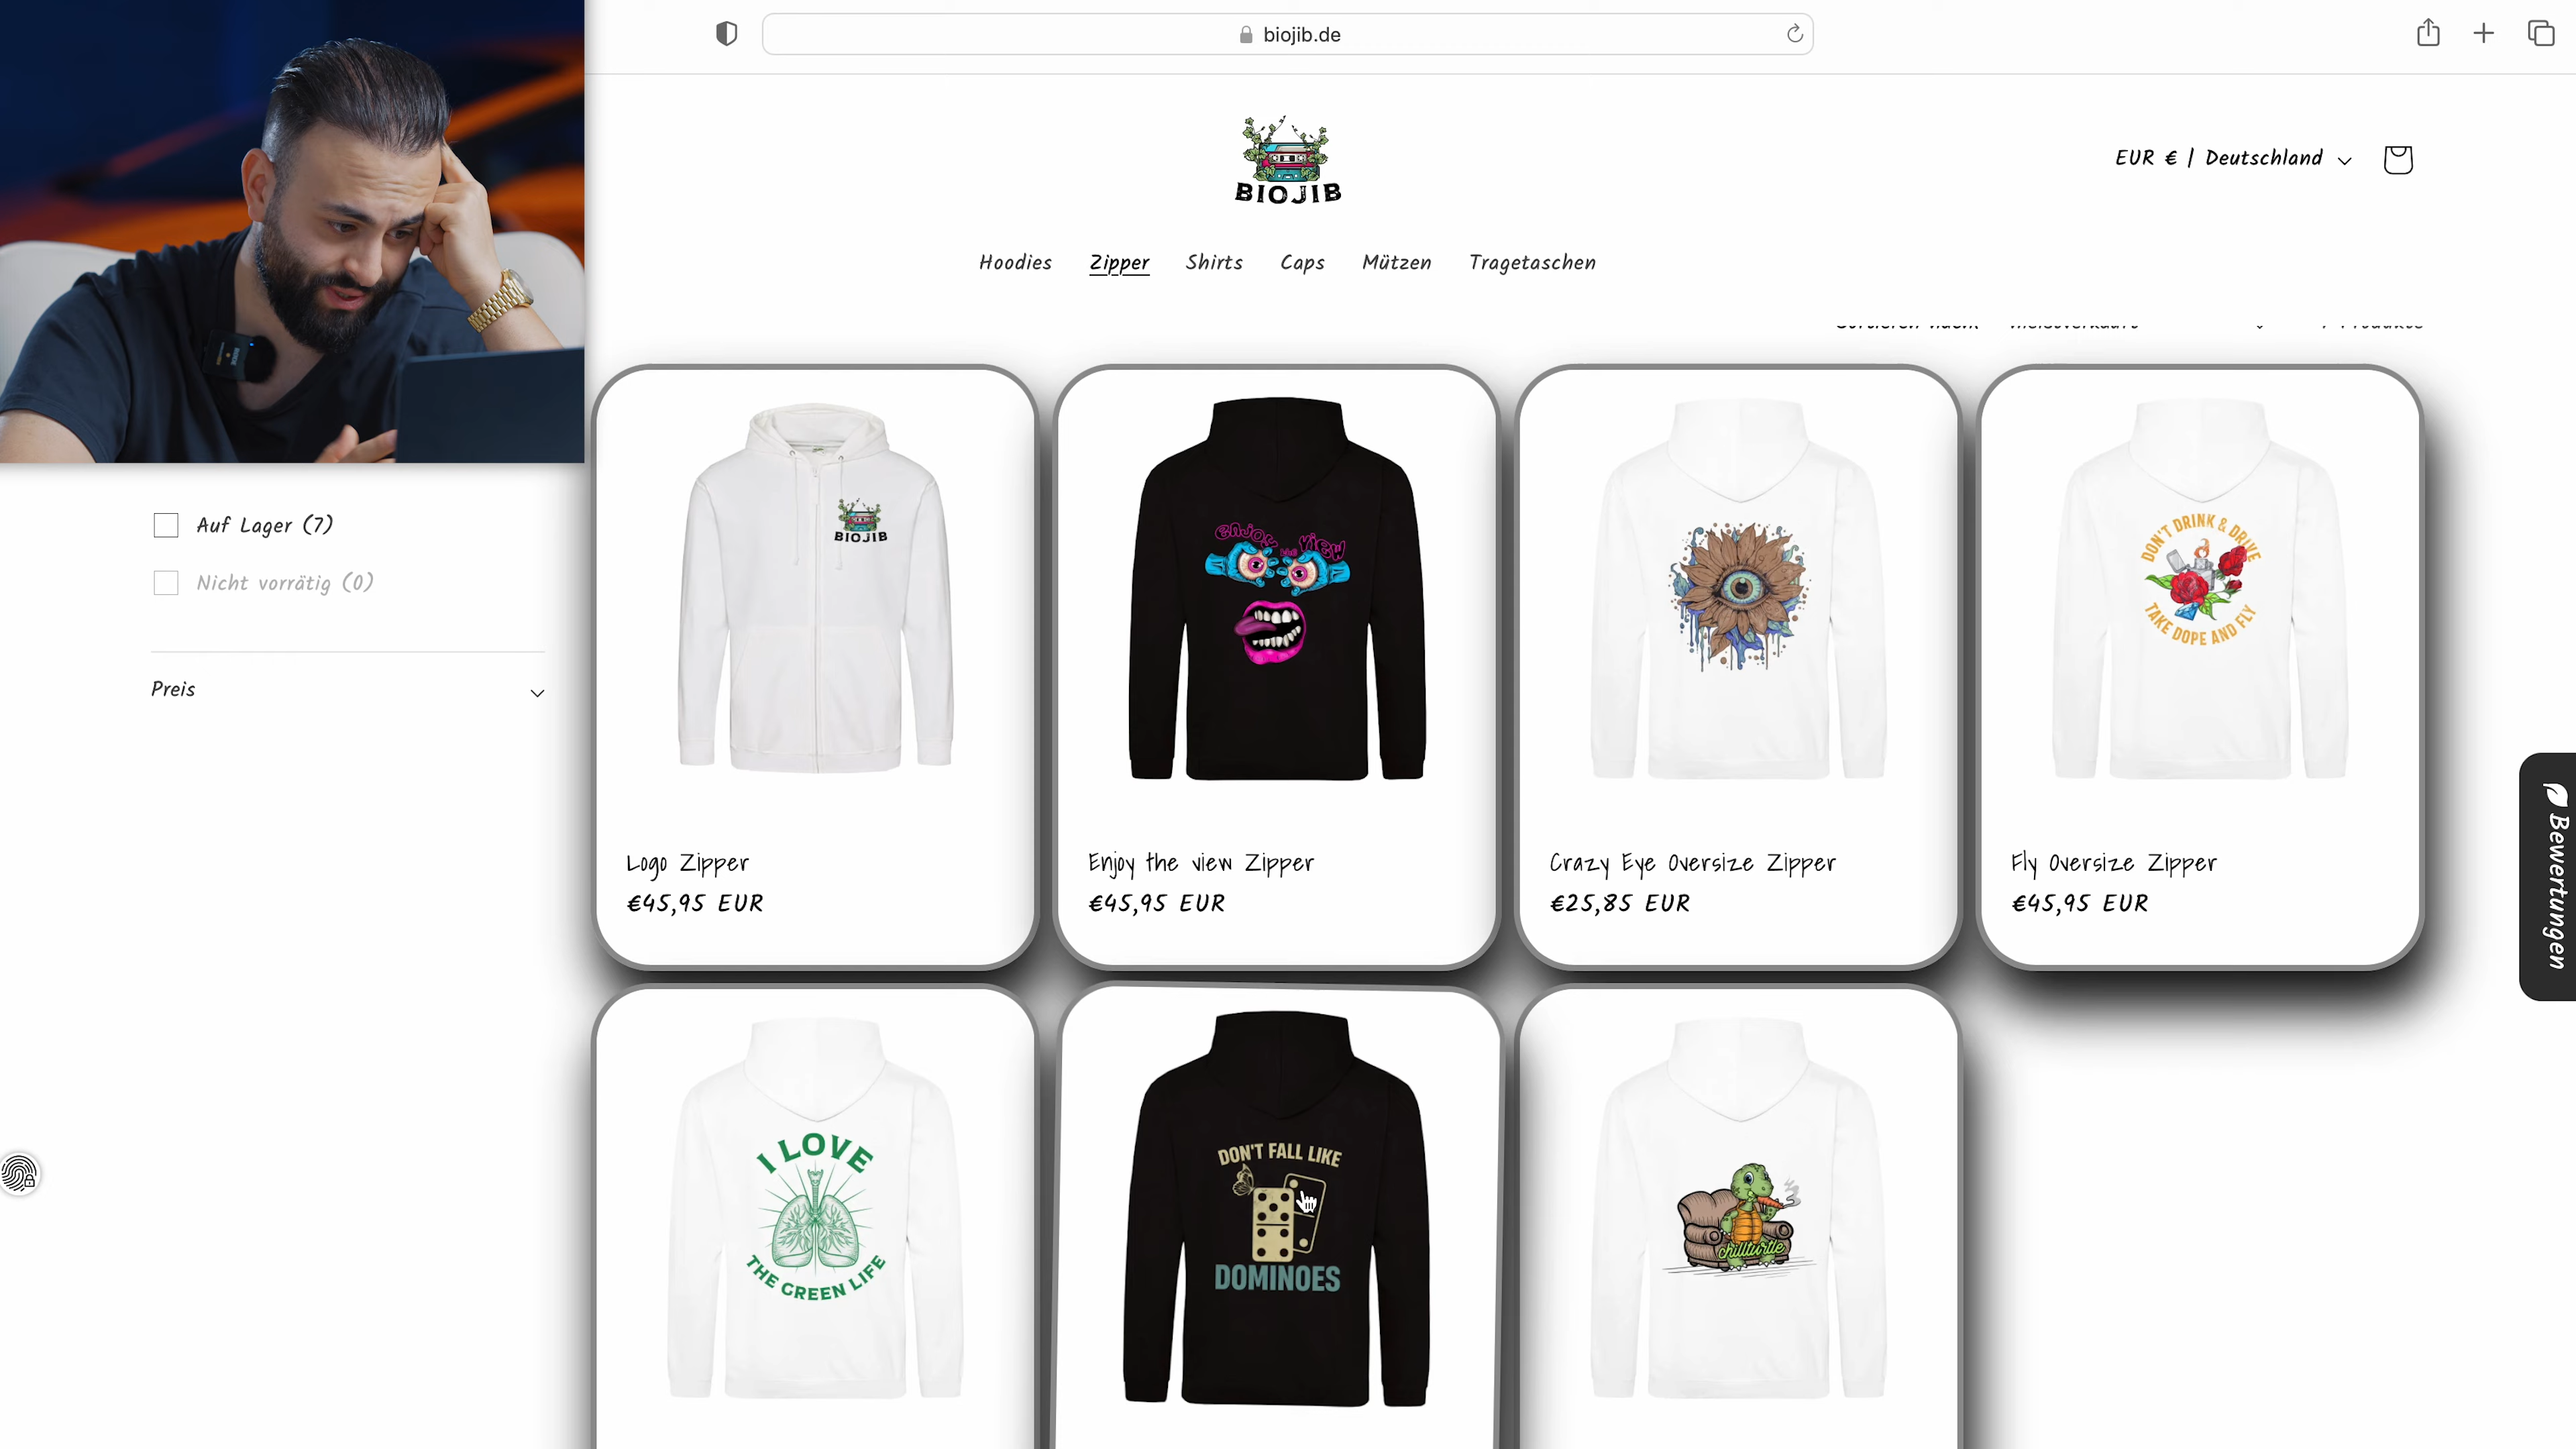 biojib.de
BIOJIB
EUR € | Deutschland
Hoodies Zipper Shirts Caps Mützen Tragetaschen
Auf Lager (7)
Nicht vorrätig (0)
Preis
BIOJIB
ENJOY THE VIEW
DON'T DRINK & DRIVE
TAKE DOPE AND FLY
Logo Zipper
€45,95 EUR
Enjoy the view Zipper
€45,95 EUR
Crazy Eye Oversize Zipper
€25,85 EUR
Fly Oversize Zipper
€45,95 EUR
Bewertungen
I LOVE
THE GREEN LIFE
DON'T FALL LIKE
DOMINOES
chillturtle